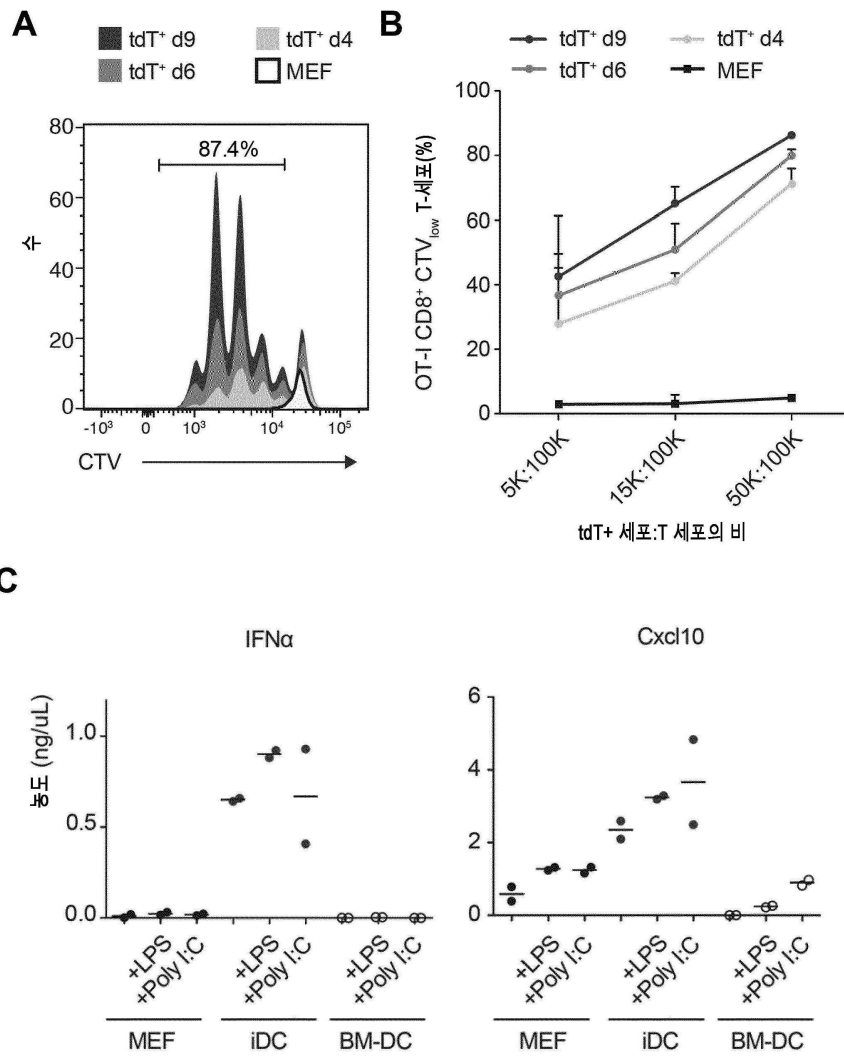 A
tdT+ d9 tdT+ d4
tdT+ d6 MEF
80
60
40
20
0
수
87.4%
-10³ 0 10³ 10⁴ 10⁵
CTV
B
tdT+ d9 tdT+ d4
tdT+ d6 MEF
100
80
60
40
20
0
OT-I CD8+ CTVlow T-세포(%)
5K:100K 15K:100K 50K:100K
tdT+ 세포:T 세포의 비
C
IFNα
농도 (ng/uL)
1.0
0.5
0.0
+LPS +Poly I:C +LPS +Poly I:C +LPS +Poly I:C
MEF iDC BM-DC
Cxcl10
6
4
2
0
+LPS +Poly I:C +LPS +Poly I:C +LPS +Poly I:C
MEF iDC BM-DC